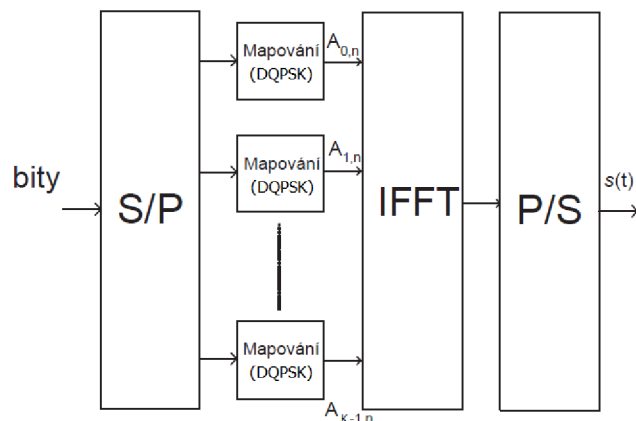 bity
S/P
Mapování
(DQPSK)
A0,n
Mapování
(DQPSK)
A1,n
Mapování
(DQPSK)
AK-1,n
IFFT
P/S
s(t)